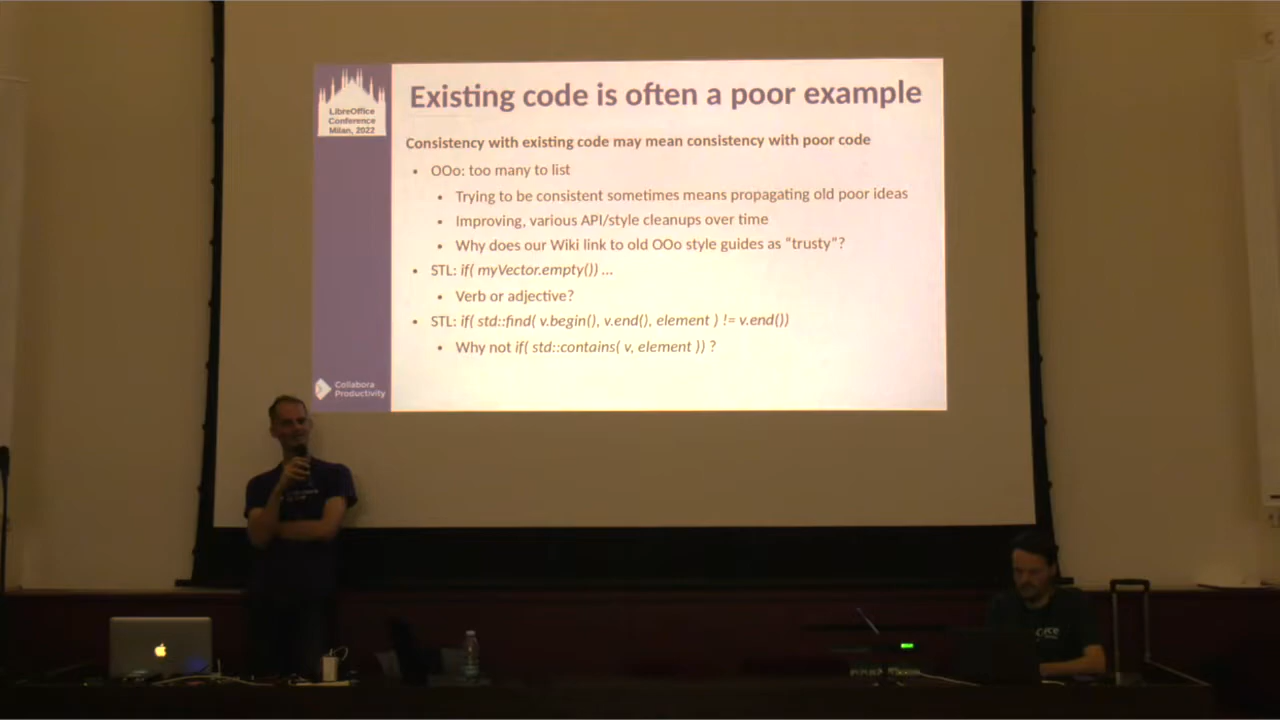 LibreOffice
Conference
Milan, 2022
Existing code is often a poor example
Consistency with existing code may mean consistency with poor code
• OOo: too many to list
• Trying to be consistent sometimes means propagating old poor ideas
• Improving, various API/style cleanups over time
• Why does our Wiki link to old OOo style guides as “trusty”?
• STL: if( myVector.empty()) ...
• Verb or adjective?
• STL: if( std::find( v.begin(), v.end(), element ) != v.end())
• Why not if( std::contains( v, element )) ?
Collabora
Productivity